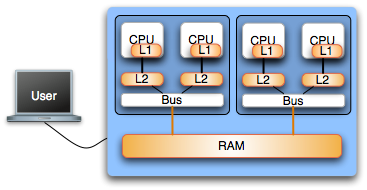 CPU CPU CPU CPU
L1 L1 L1 L1
L2 L2 L2 L2
User
Bus Bus
RAM